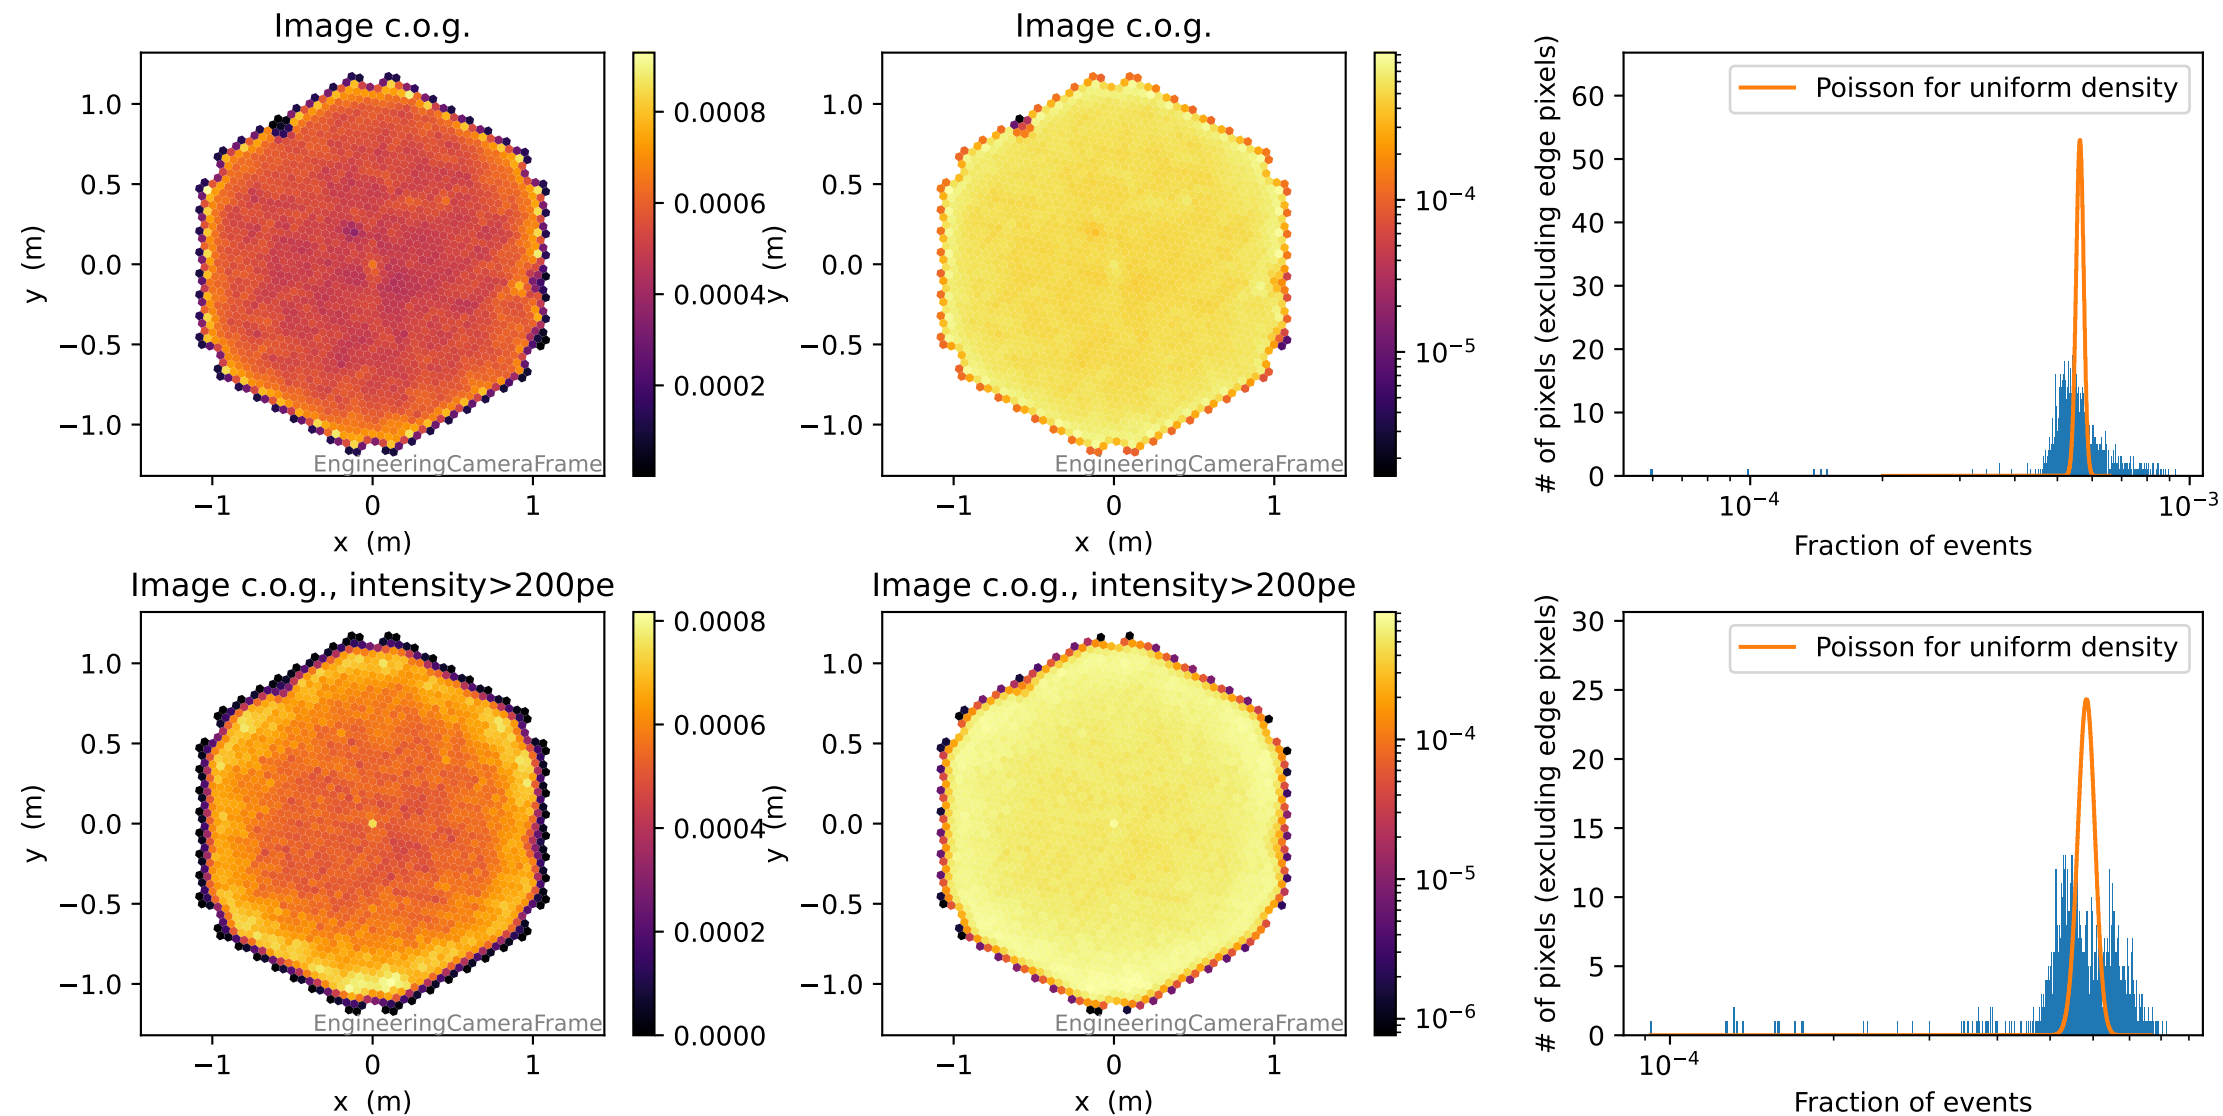 Image c.o.g.
1.0
0.5
0.0
−0.5
−1.0
y (m)
−1 0 1
x (m)
EngineeringCameraFrame
0.0008
0.0006
0.0004
0.0002
Image c.o.g.
1.0
0.5
0.0
−0.5
−1.0
y (m)
−1 0 1
x (m)
EngineeringCameraFrame
10⁻⁴
10⁻⁵
# of pixels (excluding edge pixels)
60
50
40
30
20
10
0
Poisson for uniform density
10⁻⁴ 10⁻³
Fraction of events
Image c.o.g., intensity>200pe
1.0
0.5
0.0
−0.5
−1.0
y (m)
−1 0 1
x (m)
EngineeringCameraFrame
0.0008
0.0006
0.0004
0.0002
0.0000
Image c.o.g., intensity>200pe
1.0
0.5
0.0
−0.5
−1.0
y (m)
−1 0 1
x (m)
EngineeringCameraFrame
10⁻⁴
10⁻⁵
10⁻⁶
# of pixels (excluding edge pixels)
30
25
20
15
10
5
0
Poisson for uniform density
10⁻⁴
Fraction of events